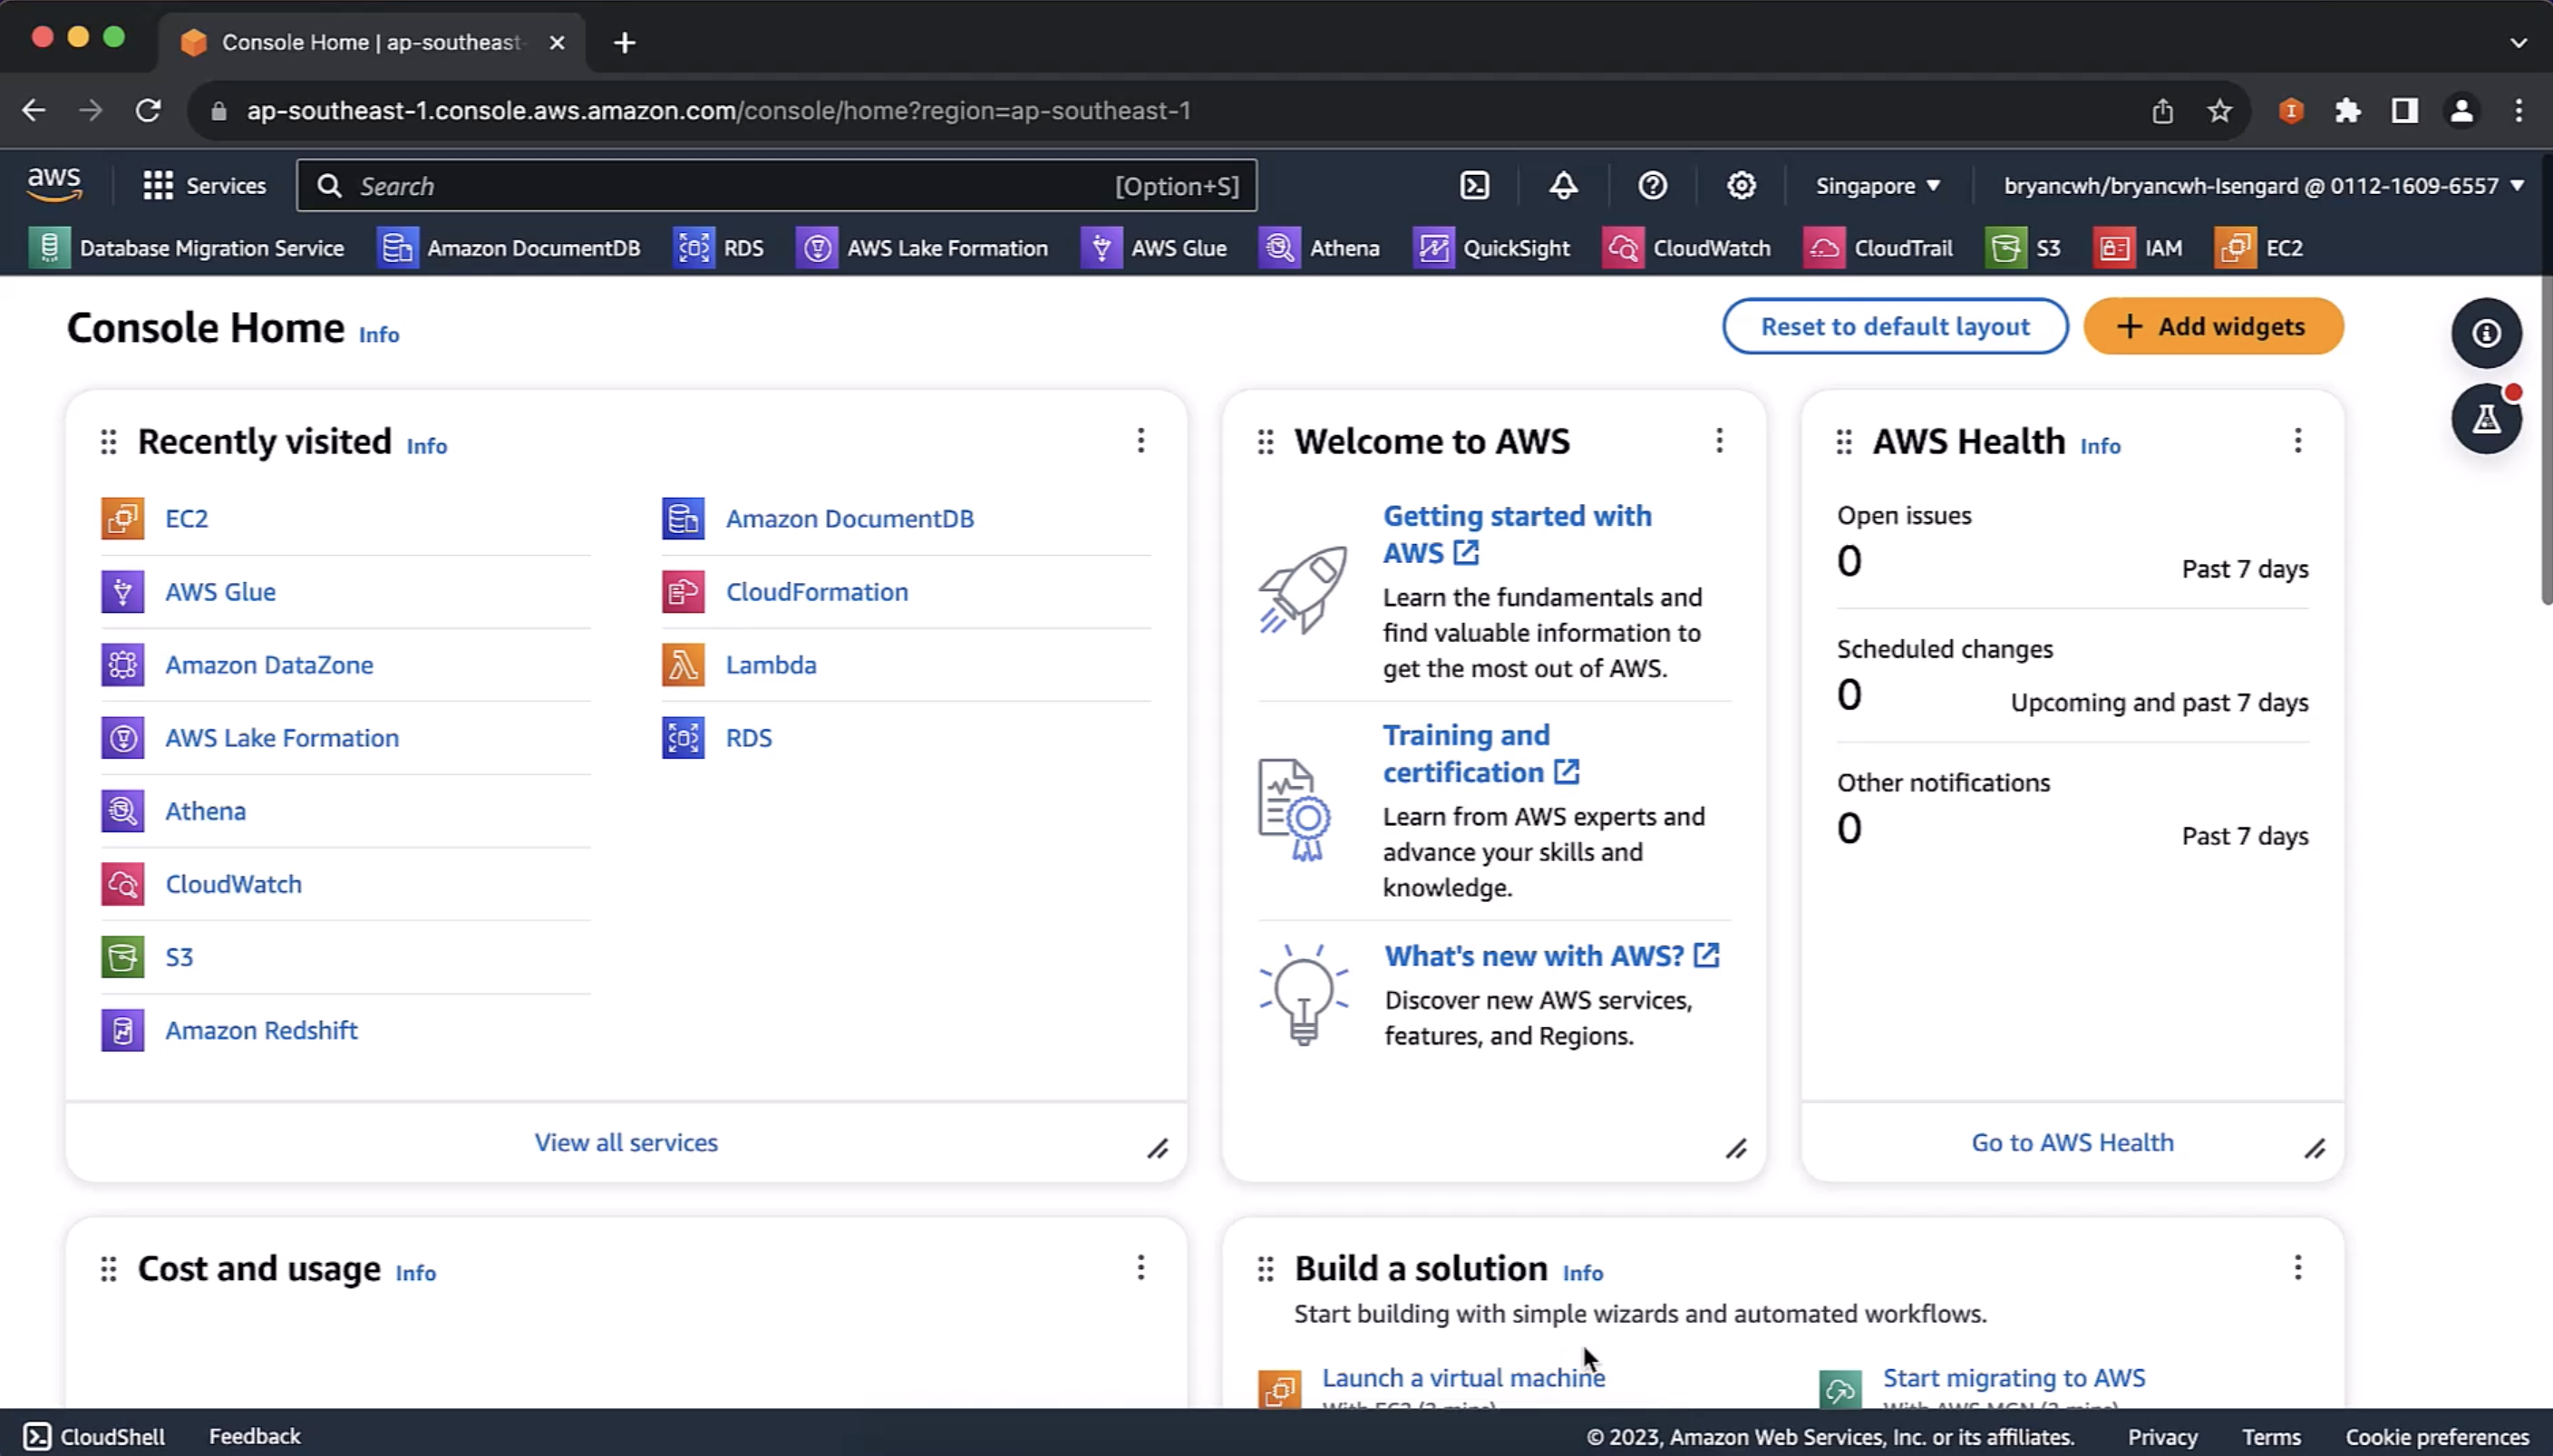 Console Home | ap-southeast-
ap-southeast-1.console.aws.amazon.com/console/home?region=ap-southeast-1
aws
Services
Search
[Option+S]
Singapore
bryancwh/bryancwh-Isengard @ 0112-1609-6557
Database Migration Service
Amazon DocumentDB
RDS
AWS Lake Formation
AWS Glue
Athena
QuickSight
CloudWatch
CloudTrail
S3
IAM
EC2
Console Home Info
Reset to default layout
+ Add widgets
Recently visited Info
EC2
AWS Glue
Amazon DataZone
AWS Lake Formation
Athena
CloudWatch
S3
Amazon Redshift
Amazon DocumentDB
CloudFormation
Lambda
RDS
View all services
Welcome to AWS
Getting started with
AWS
Learn the fundamentals and
find valuable information to
get the most out of AWS.
Training and
certification
Learn from AWS experts and
advance your skills and
knowledge.
What's new with AWS?
Discover new AWS services,
features, and Regions.
AWS Health Info
Open issues
0
Past 7 days
Scheduled changes
0
Upcoming and past 7 days
Other notifications
0
Past 7 days
Go to AWS Health
Cost and usage Info
Build a solution Info
Start building with simple wizards and automated workflows.
Launch a virtual machine
With EC2 (2 mins)
Start migrating to AWS
With AWS MGN (2 mins)
CloudShell
Feedback
© 2023, Amazon Web Services, Inc. or its affiliates.
Privacy
Terms
Cookie preferences